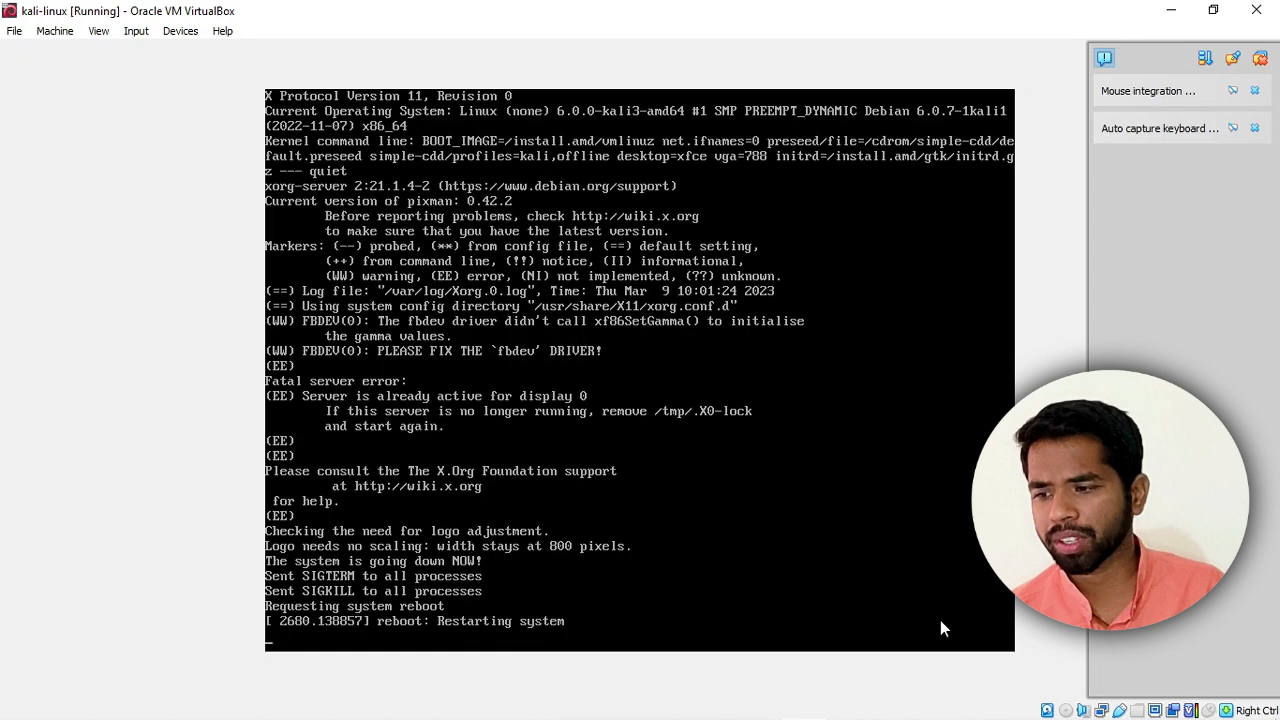 kali-linux [Running] - Oracle VM VirtualBox
File Machine View Input Devices Help
X Protocol Version 11, Revision 0
Current Operating System: Linux (none) 6.0.0-kali3-amd64 #1 SMP PREEMPT_DYNAMIC Debian 6.0.7-1kali1
(2022-11-07) x86_64
Kernel command line: BOOT_IMAGE=/install.amd/vmlinuz net.ifnames=0 preseed/file=/cdrom/simple-cdd/de
fault.preseed simple-cdd/profiles=kali,offline desktop=xfce vga=788 initrd=/install.amd/gtk/initrd.g
z --- quiet
xorg-server 2:21.1.4-2 (https://www.debian.org/support)
Current version of pixman: 0.42.2
Before reporting problems, check http://wiki.x.org
to make sure that you have the latest version.
Markers: (--) probed, (**) from config file, (==) default setting,
(++) from command line, (!!) notice, (II) informational,
(WW) warning, (EE) error, (NI) not implemented, (??) unknown.
(==) Log file: "/var/log/Xorg.0.log", Time: Thu Mar  9 10:01:24 2023
(==) Using system config directory "/usr/share/X11/xorg.conf.d"
(WW) FBDEV(0): The fbdev driver didn't call xf86SetGamma() to initialise
the gamma values.
(WW) FBDEV(0): PLEASE FIX THE `fbdev' DRIVER!
(EE)
Fatal server error:
(EE) Server is already active for display 0
If this server is no longer running, remove /tmp/.X0-lock
and start again.
(EE)
(EE)
Please consult the The X.Org Foundation support
at http://wiki.x.org
for help.
(EE)
Checking the need for logo adjustment.
Logo needs no scaling: width stays at 800 pixels.
The system is going down NOW!
Sent SIGTERM to all processes
Sent SIGKILL to all processes
Requesting system reboot
[ 2680.138857] reboot: Restarting system
Mouse integration ...
Auto capture keyboard ...
Right Ctrl